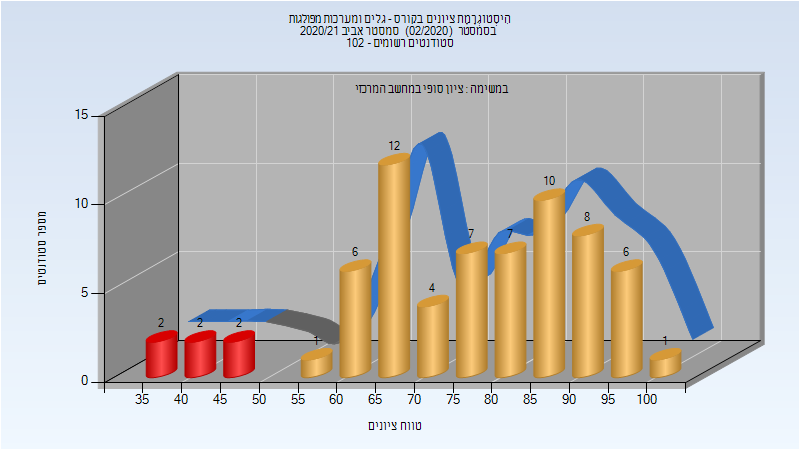 היסטוגרמת ציונים בקורס - גלים ומערכות מפולגות
בסמסטר (02/2020) סמסטר אביב 2020/21
סטודנטים רשומים - 102
במשימה : ציון סופי במחשב המרכזי
מספר סטודנטים
15
10
5
0
2
2
2
1
6
12
4
7
7
10
8
6
1
35 40 45 50 55 60 65 70 75 80 85 90 95 100
טווח ציונים